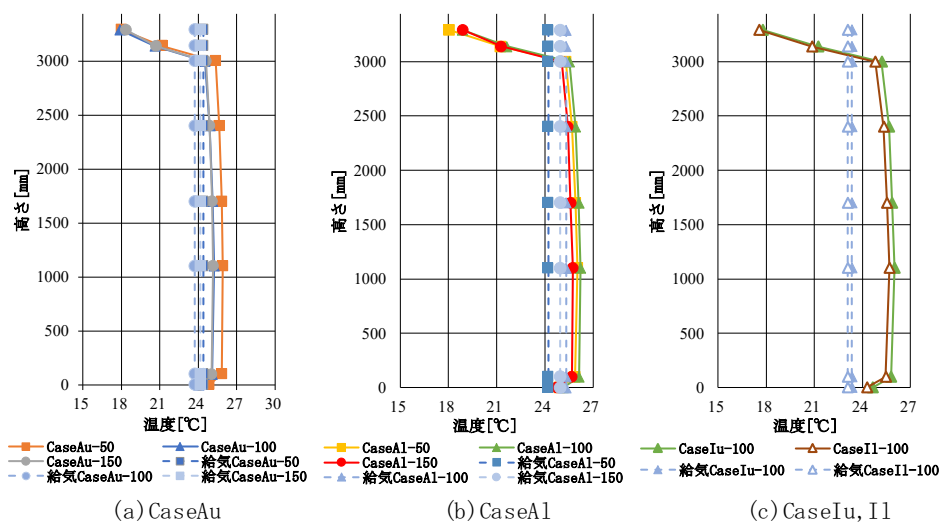 高さ[mm]
3000
2500
2000
1500
1000
500
0
15 18 21 24 27 30
温度[℃]
CaseAu-50 CaseAu-100
CaseAu-150 給気CaseAu-50
給気CaseAu-100 給気CaseAu-150
(a)CaseAu
高さ[mm]
3000
2500
2000
1500
1000
500
0
15 18 21 24 27
温度[℃]
CaseAl-50 CaseAl-100
CaseAl-150 給気CaseAl-50
給気CaseAl-100 給気CaseAl-150
(b)CaseAl
高さ[mm]
3000
2500
2000
1500
1000
500
0
15 18 21 24 27
温度[℃]
CaseIu-100 CaseIl-100
給気CaseIu-100 給気CaseIl-100
(c)CaseIu,Il